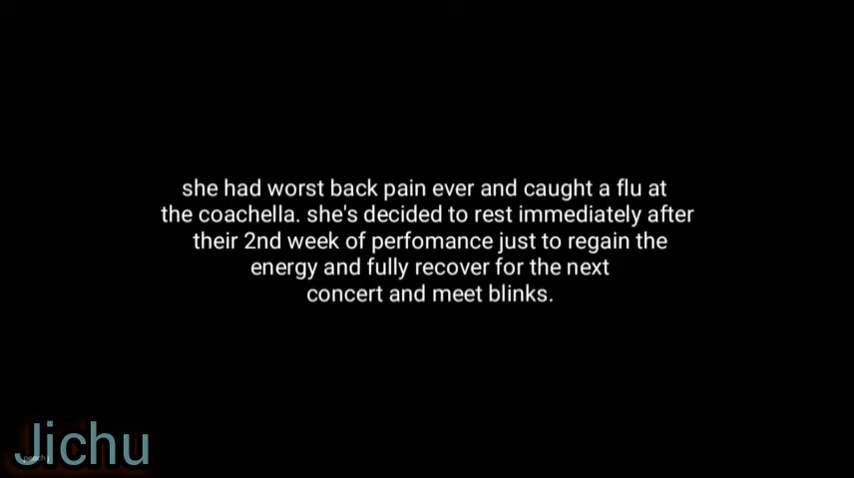 she had worst back pain ever and caught a flu at
the coachella. she's decided to rest immediately after
their 2nd week of perfomance just to regain the
energy and fully recover for the next
concert and meet blinks.
Jichu